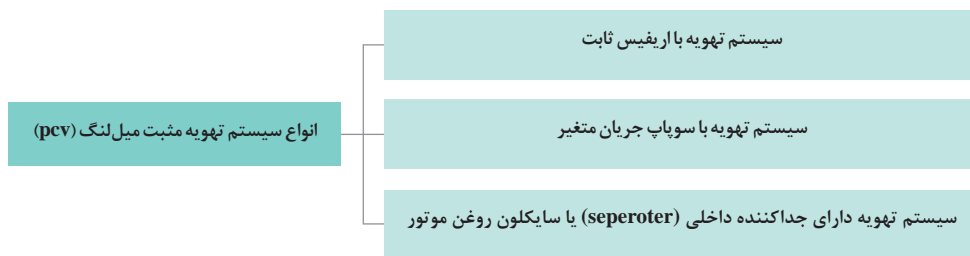 سیستم تهویه با اریفیس ثابت
انواع سیستم تهویه مثبت میل‌لنگ (pcv)
سیستم تهویه با سوپاپ جریان متغیر
سیستم تهویه دارای جداکننده داخلی (seperoter) یا سایکلون روغن موتور